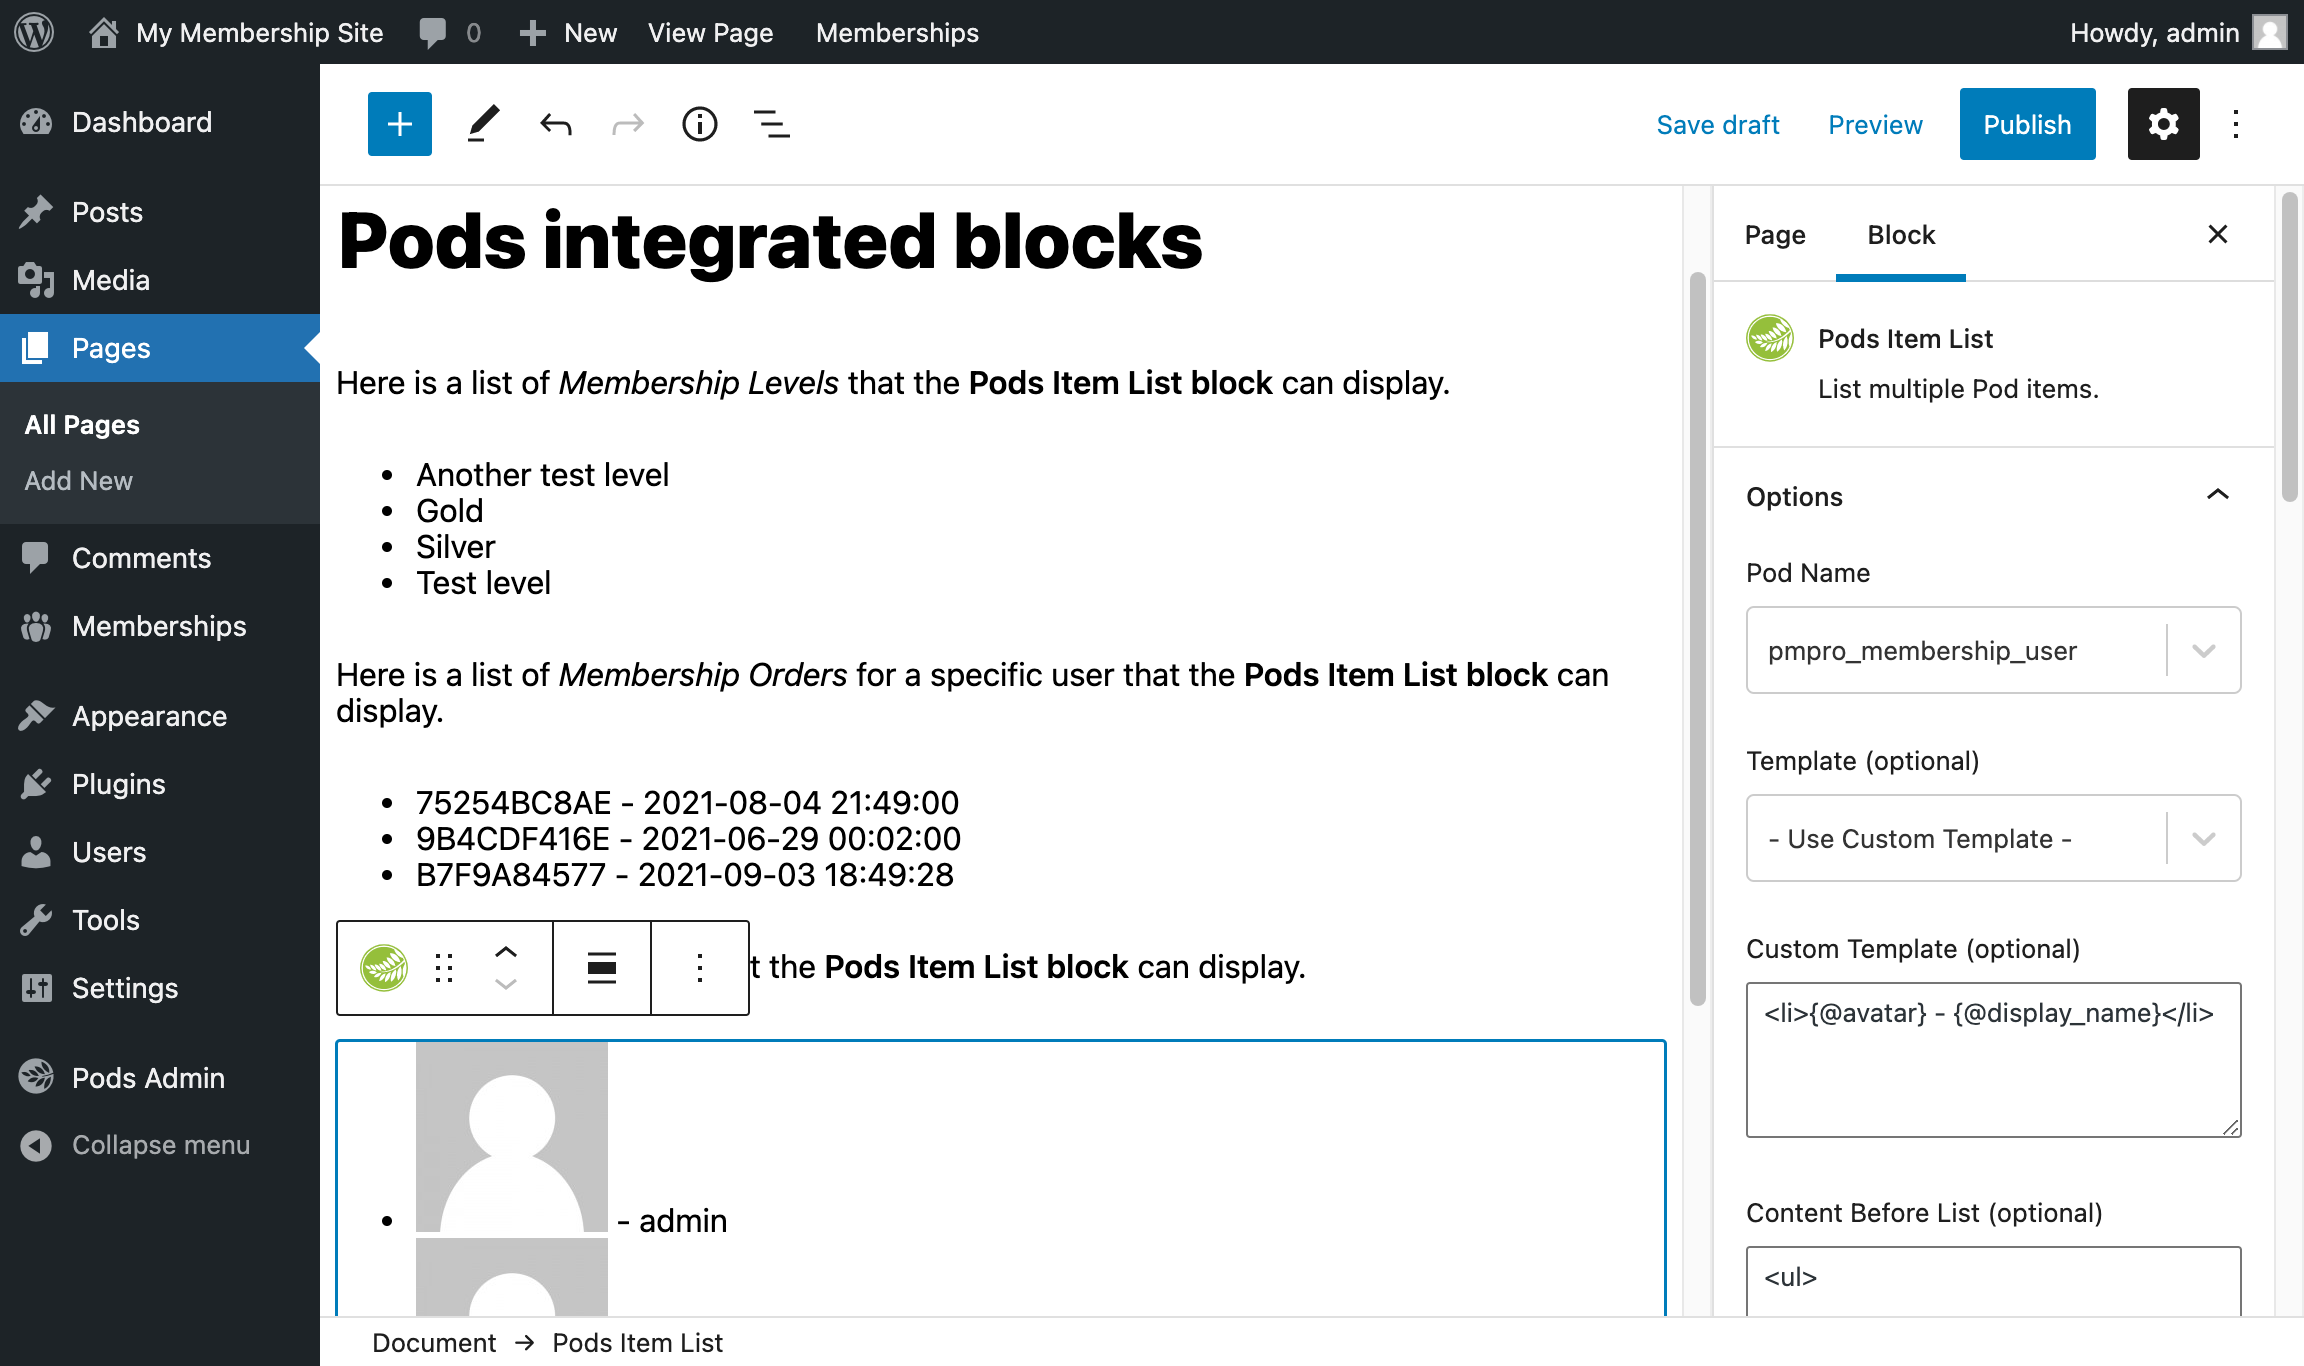 My Membership Site 0 New View Page Memberships Howdy, admin
Dashboard
Posts
Media
Pages
All Pages
Add New
Comments
Memberships
Appearance
Plugins
Users
Tools
Settings
Pods Admin
Collapse menu
Save draft Preview Publish
Pods integrated blocks
Here is a list of Membership Levels that the Pods Item List block can display.
• Another test level
• Gold
• Silver
• Test level
Here is a list of Membership Orders for a specific user that the Pods Item List block can
display.
• 75254BC8AE - 2021-08-04 21:49:00
• 9B4CDF416E - 2021-06-29 00:02:00
• B7F9A84577 - 2021-09-03 18:49:28
t the Pods Item List block can display.
• - admin
Document → Pods Item List
Page Block
Pods Item List
List multiple Pod items.
Options
Pod Name
pmpro_membership_user
Template (optional)
- Use Custom Template -
Custom Template (optional)
<li>{@avatar} - {@display_name}</li>
Content Before List (optional)
<ul>